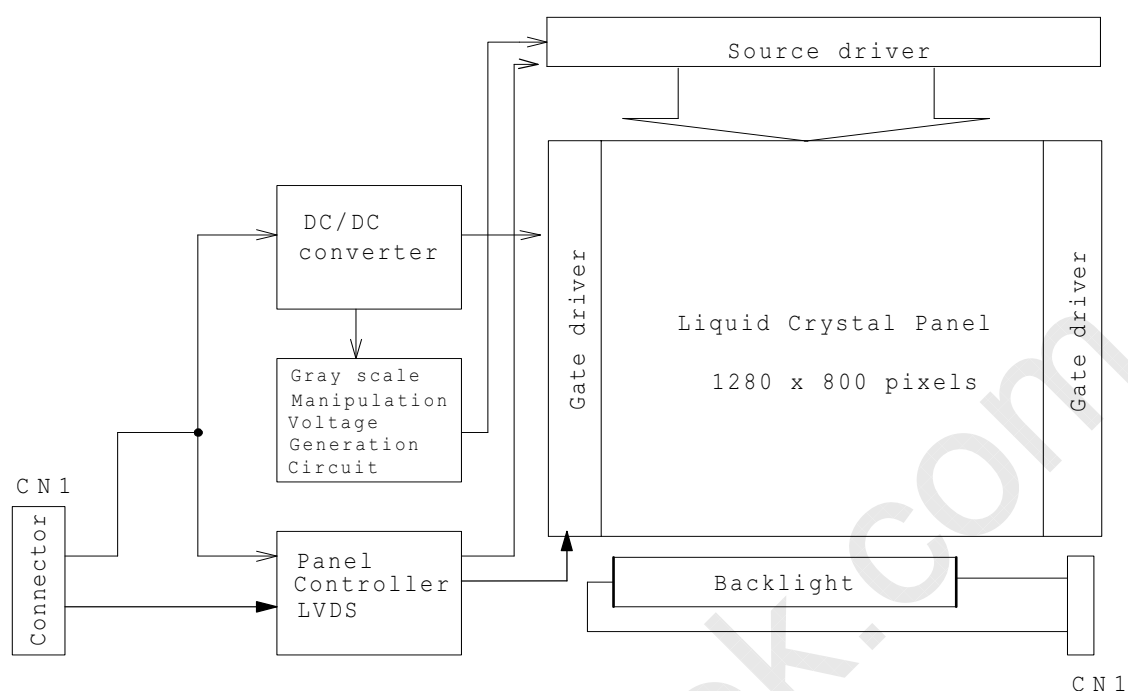 Source driver
DC/DC
converter
Gate driver
Liquid Crystal Panel
1280 x 800 pixels
Gate driver
Gray scale
Manipulation
Voltage
Generation
Circuit
CN1
Connector
Panel
Controller
LVDS
Backlight
CN1